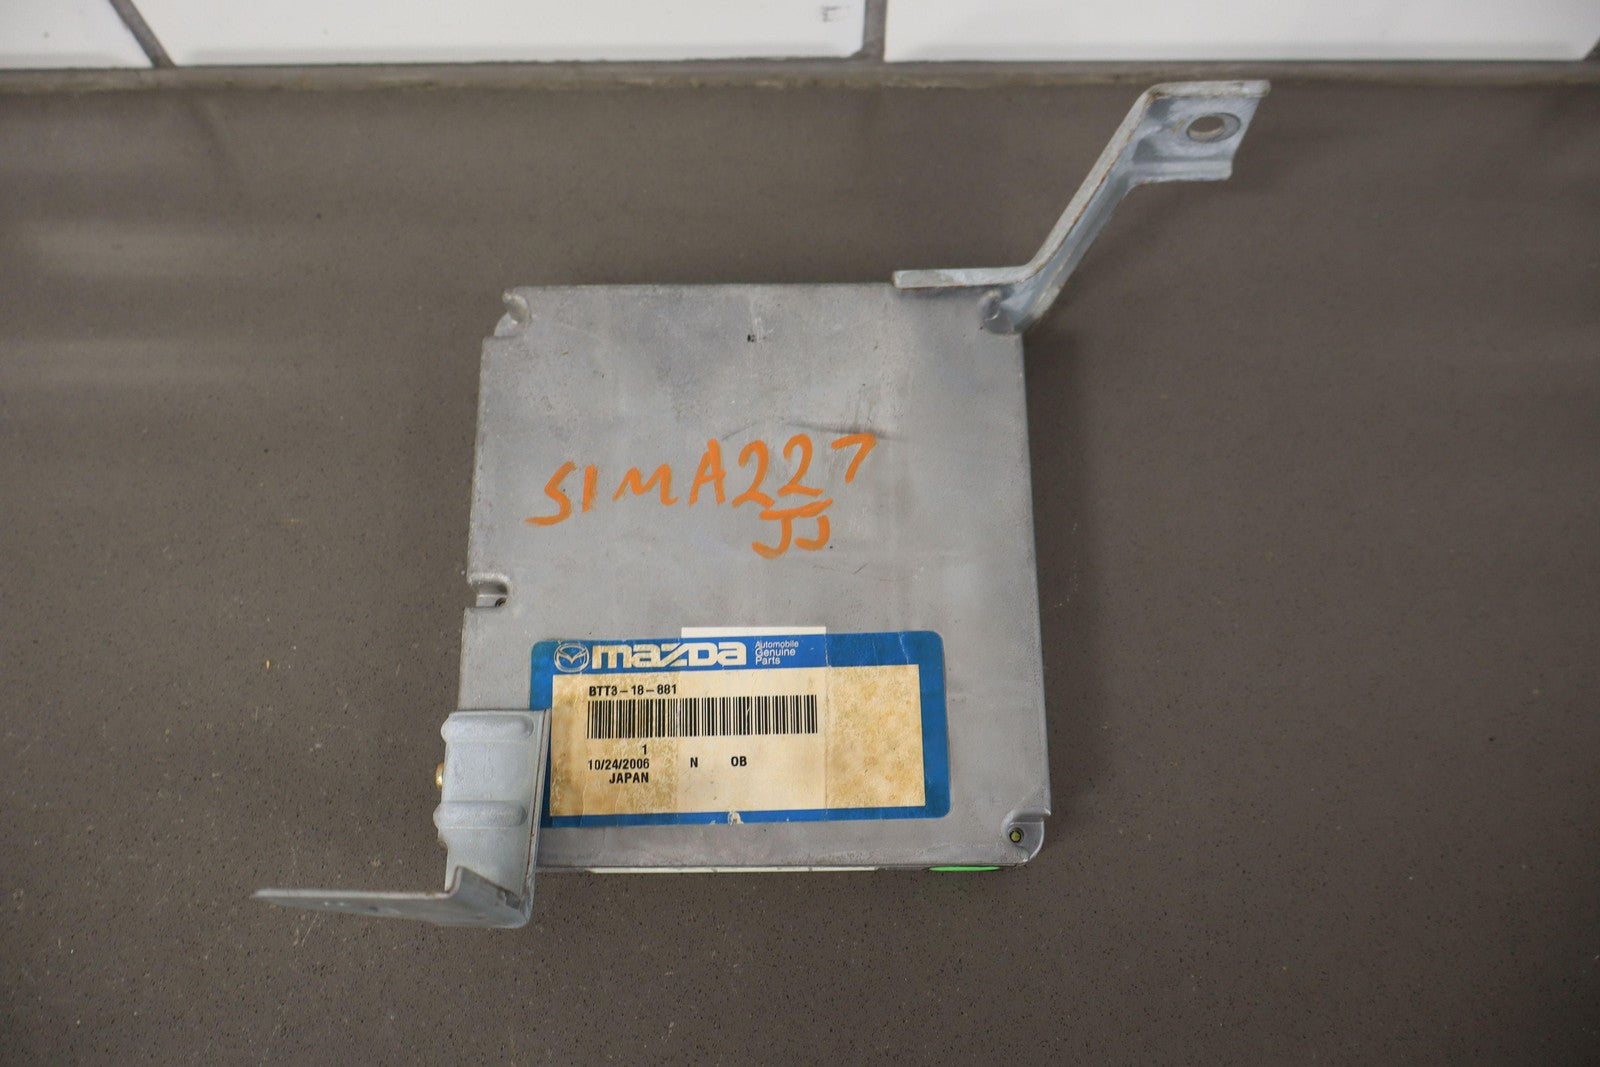 SIMA227
JJ
mazda
Automobile
Genuine
Parts
BTT3-18-881
1
10/24/2006 N OB
JAPAN